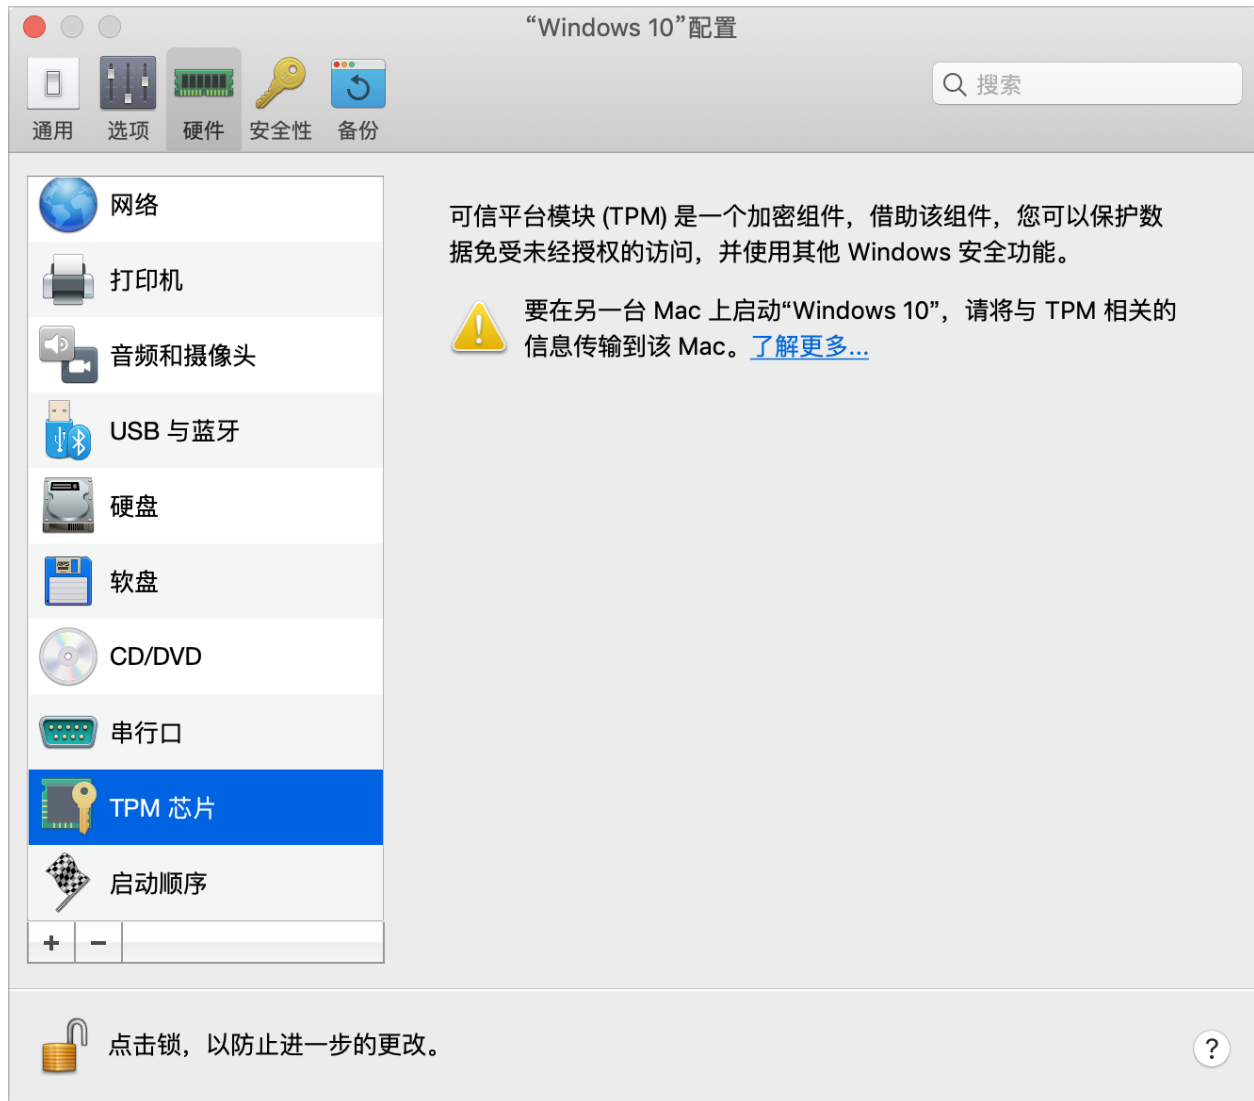 “Windows 10”配置
通用
选项
硬件
安全性
备份
搜索
网络
打印机
音频和摄像头
USB 与蓝牙
硬盘
软盘
CD/DVD
串行口
TPM 芯片
启动顺序
可信平台模块 (TPM) 是一个加密组件，借助该组件，您可以保护数
据免受未经授权的访问，并使用其他 Windows 安全功能。
要在另一台 Mac 上启动“Windows 10”，请将与 TPM 相关的
信息传输到该 Mac。了解更多...
点击锁，以防止进一步的更改。
?